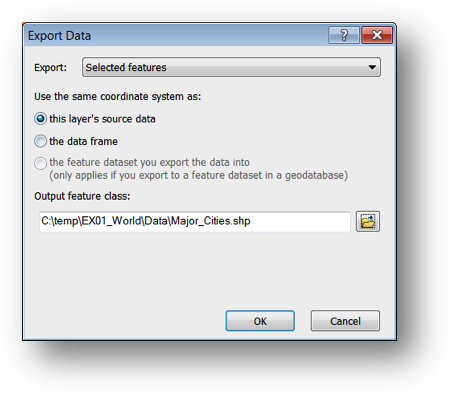 Export Data
Export: Selected features
Use the same coordinate system as:
this layer's source data
the data frame
the feature dataset you export the data into
(only applies if you export to a feature dataset in a geodatabase)
Output feature class:
C:\temp\EX01_World\Data\Major_Cities.shp
OK Cancel